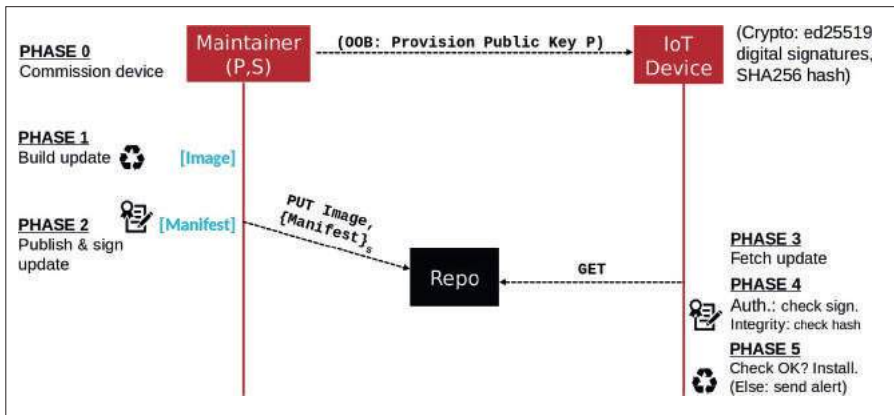 PHASE 0
Commission device
Maintainer
(P,S)
(OOB: Provision Public Key P)
IoT
Device
(Crypto: ed25519
digital signatures,
SHA256 hash)
PHASE 1
Build update
[Image]
PHASE 2
Publish & sign
update
[Manifest]
PUT Image,
{Manifest}s
Repo
GET
PHASE 3
Fetch update
PHASE 4
Auth.: check sign.
Integrity: check hash
PHASE 5
Check OK? Install.
(Else: send alert)